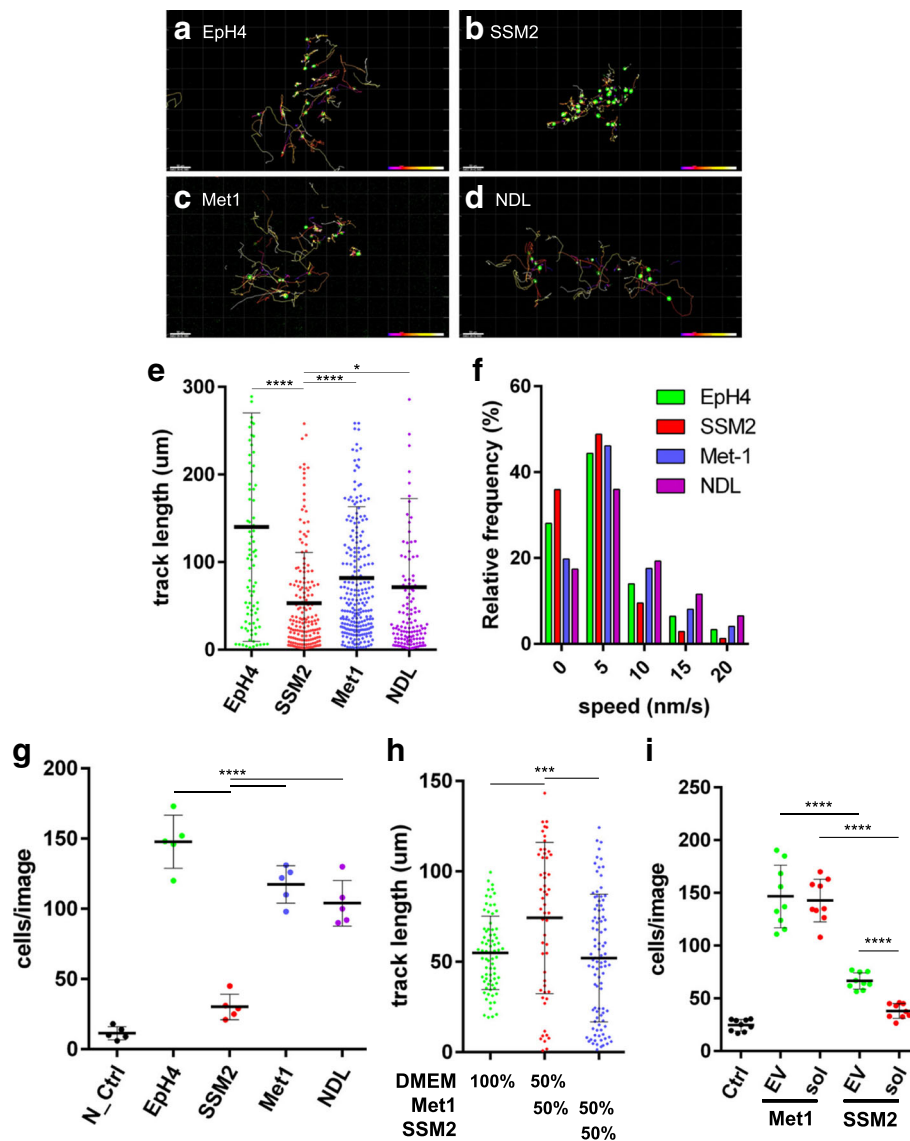 a EpH4
b SSM2
c Met1
d NDL
e
track length (um)
300
200
100
0
****
****
*
EpH4
SSM2
Met1
NDL
f
Relative frequency (%)
60
40
20
0
EpH4
SSM2
Met-1
NDL
0
5
10
15
20
speed (nm/s)
g
cells/image
200
150
100
50
0
****
N_Ctrl
EpH4
SSM2
Met1
NDL
h
track length (um)
150
100
50
0
***
DMEM 100% 50%
Met1 50% 50%
SSM2 50%
i
cells/image
250
200
150
100
50
0
****
****
****
Ctrl
EV
sol
EV
sol
Met1
SSM2